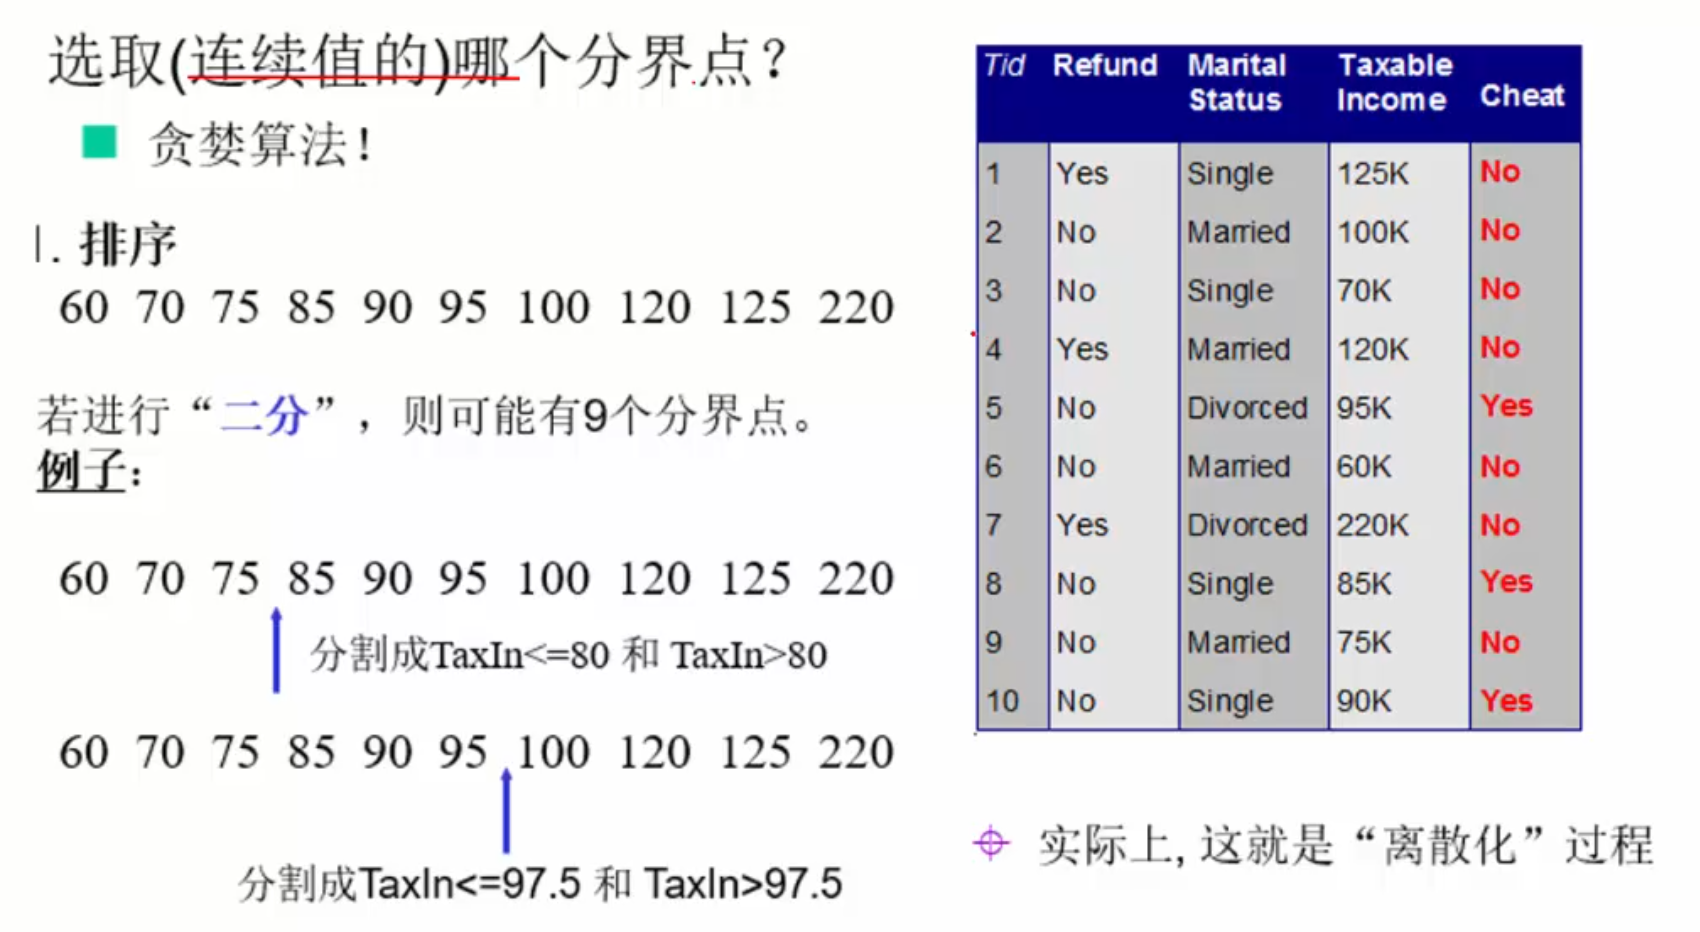 选取(连续值的)哪个分界点？
贪婪算法！
1. 排序
60 70 75 85 90 95 100 120 125 220
若进行“二分”，则可能有9个分界点。
例子：
60 70 75 85 90 95 100 120 125 220
分割成TaxIn<=80 和 TaxIn>80
60 70 75 85 90 95 100 120 125 220
分割成TaxIn<=97.5 和 TaxIn>97.5
Tid Refund Marital Status Taxable Income Cheat
1 Yes Single 125K No
2 No Married 100K No
3 No Single 70K No
4 Yes Married 120K No
5 No Divorced 95K Yes
6 No Married 60K No
7 Yes Divorced 220K No
8 No Single 85K Yes
9 No Married 75K No
10 No Single 90K Yes
实际上, 这就是“离散化”过程